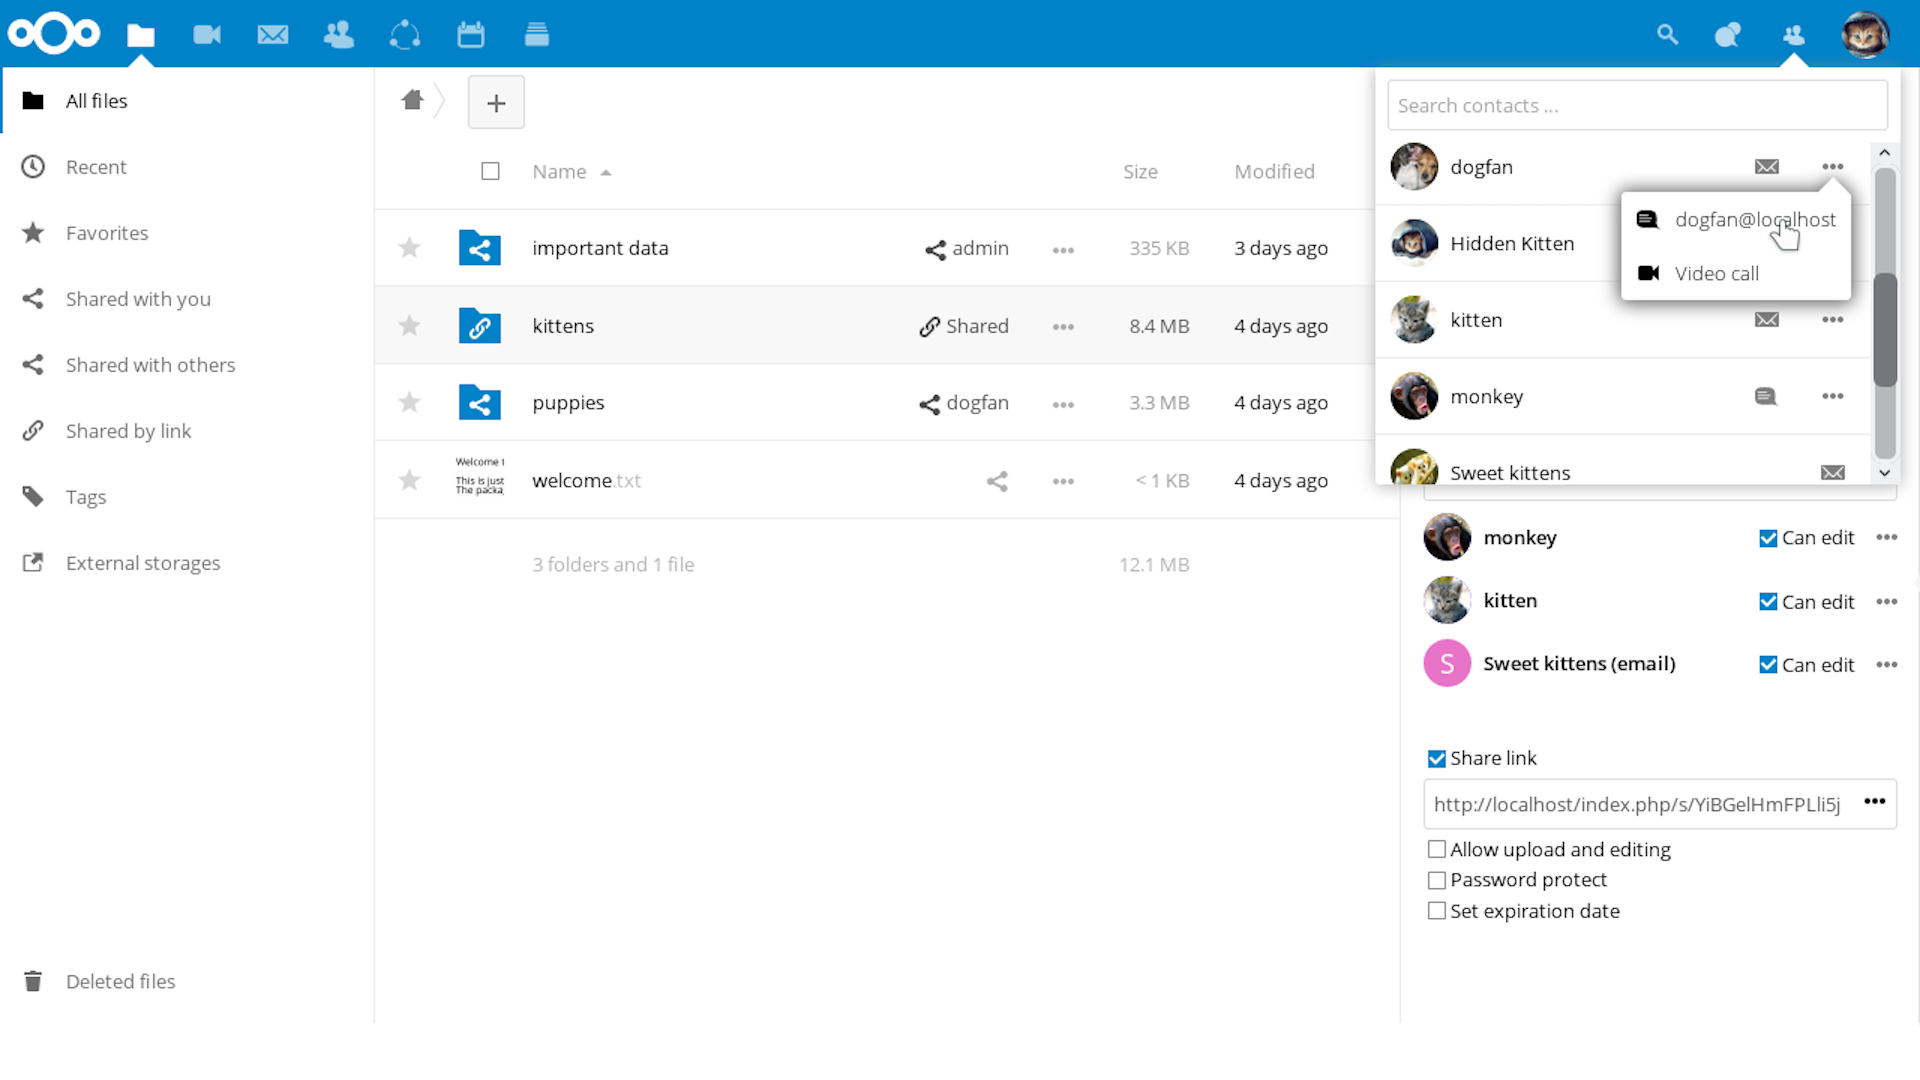 All files
Recent
Favorites
Shared with you
Shared with others
Shared by link
Tags
External storages
Deleted files
+
Name Size Modified
important data admin 335 KB 3 days ago
kittens Shared 8.4 MB 4 days ago
puppies dogfan 3.3 MB 4 days ago
Welcome t
This is just
The packa
welcome.txt < 1 KB 4 days ago
3 folders and 1 file 12.1 MB
Search contacts ...
dogfan
dogfan@localhost
Video call
Hidden Kitten
kitten
monkey
Sweet kittens
monkey Can edit
kitten Can edit
S Sweet kittens (email) Can edit
Share link
http://localhost/index.php/s/YiBGelHmFPLli5j
Allow upload and editing
Password protect
Set expiration date